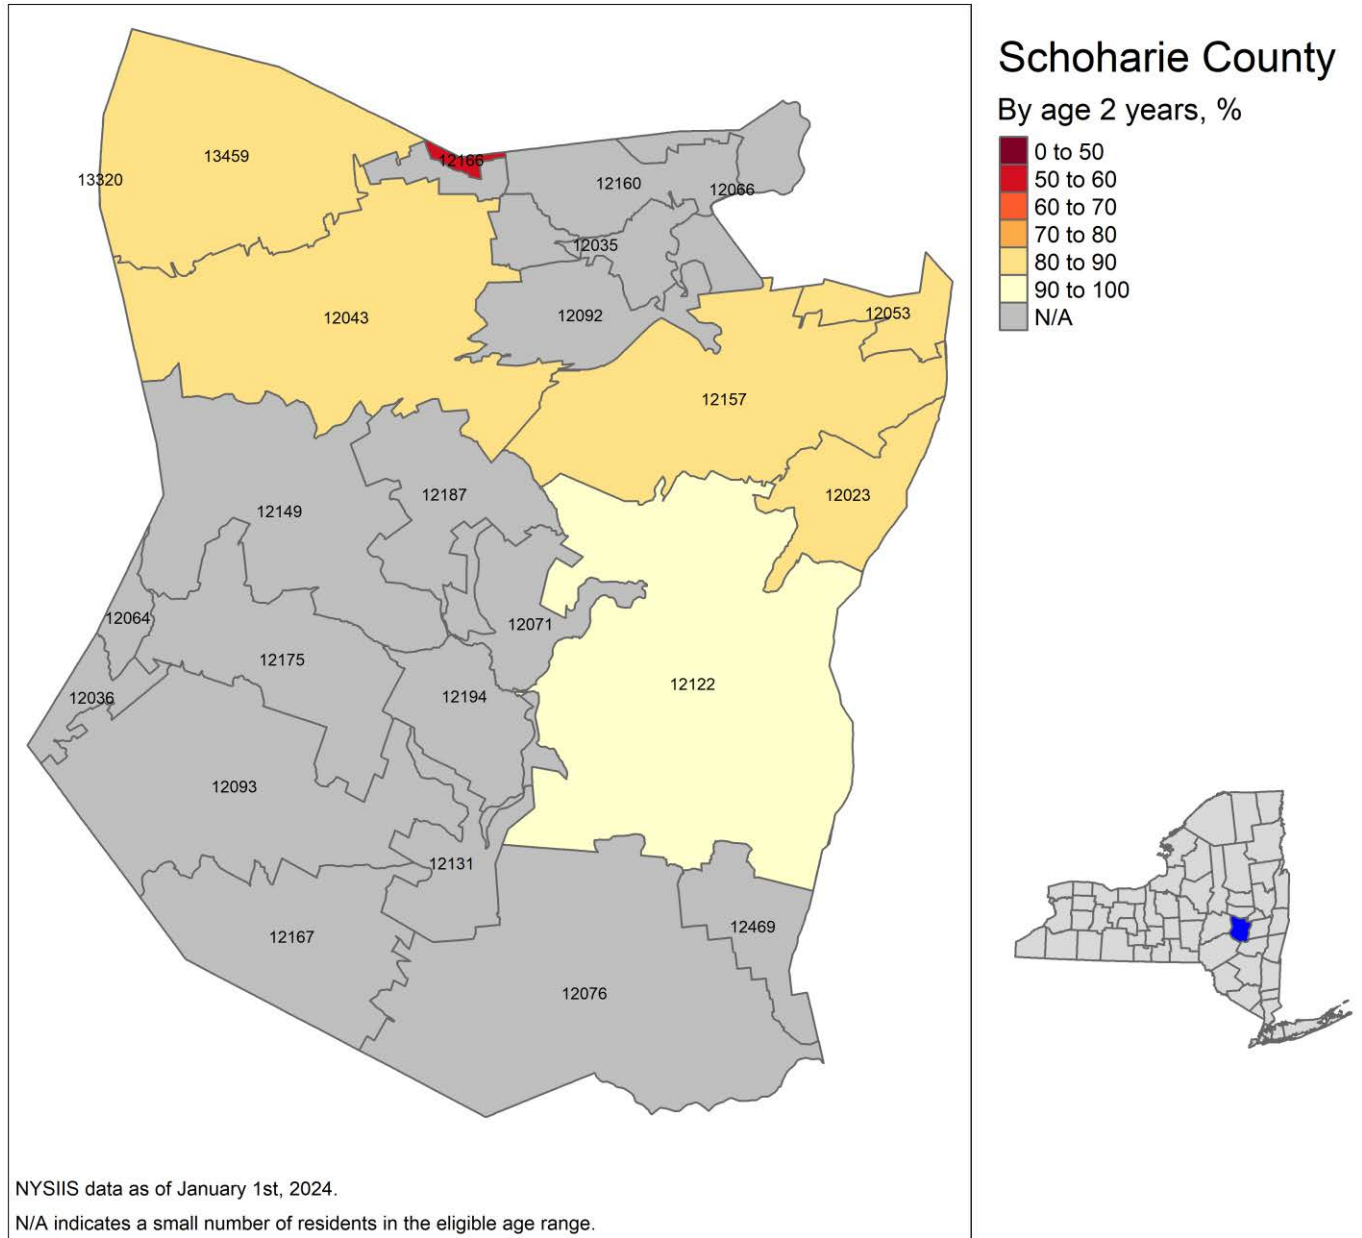 Schoharie County
By age 2 years, %
0 to 50
50 to 60
60 to 70
70 to 80
80 to 90
90 to 100
N/A
13459
12166
13320
12160
12066
12035
12043
12092
12053
12157
12187
12023
12149
12064
12071
12175
12122
12036
12194
12093
12131
12469
12167
12076
NYSIIS data as of January 1st, 2024.
N/A indicates a small number of residents in the eligible age range.